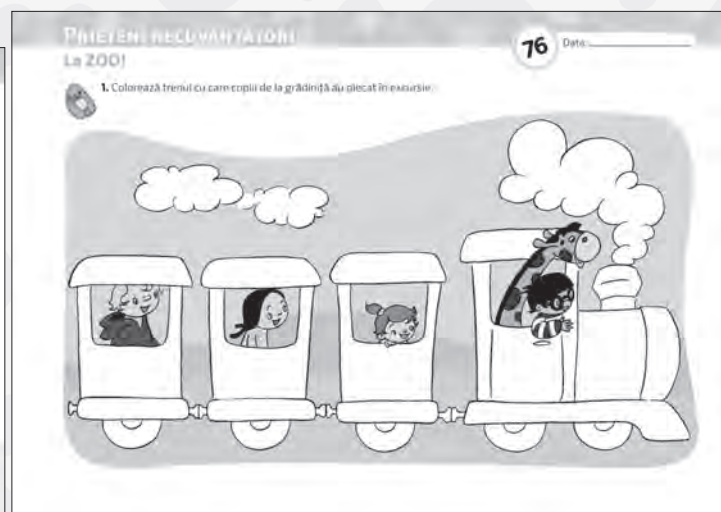 PRIETENI NECUVÂNTĂTORI
La ZOO!
76 Data:
1. Colorează trenul cu care copiii de la grădiniță au plecat în excursie.